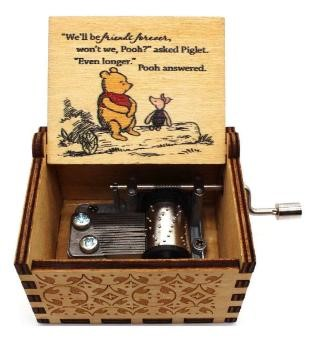 "We'll be friends forever,
won't we, Pooh?" asked Piglet.
"Even longer."
Pooh answered.